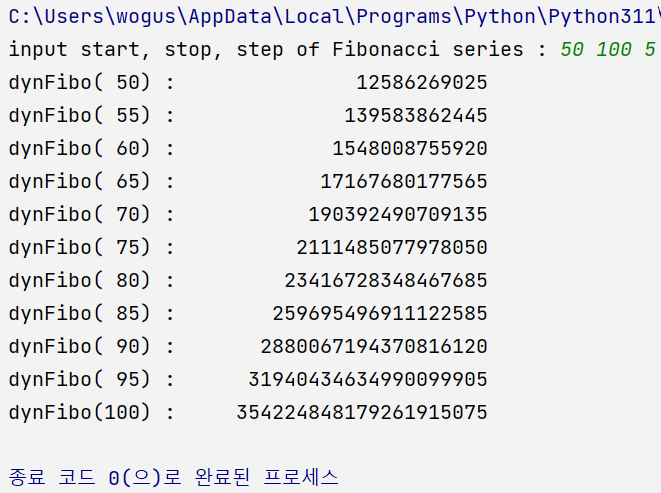 C:\Users\wogus\AppData\Local\Programs\Python\Python311\
input start, stop, step of Fibonacci series : 50 100 5
dynFibo( 50) :               12586269025
dynFibo( 55) :              139583862445
dynFibo( 60) :             1548008755920
dynFibo( 65) :            17167680177565
dynFibo( 70) :           190392490709135
dynFibo( 75) :          2111485077978050
dynFibo( 80) :         23416728348467685
dynFibo( 85) :        259695496911122585
dynFibo( 90) :       2880067194370816120
dynFibo( 95) :      31940434634990099905
dynFibo(100) :     354224848179261915075
종료 코드 0(으)로 완료된 프로세스